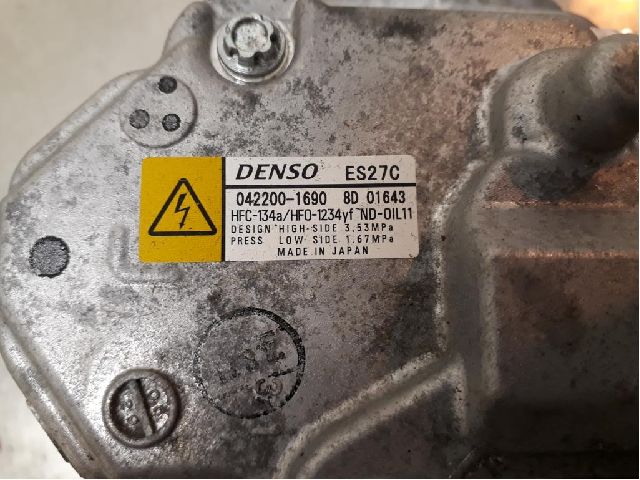 DENSO ES27C
042200-1690 8D 01643
HFC-134a/HFO-1234yf ND-OIL11
DESIGN HIGH-SIDE 3.53MPa
PRESS LOW SIDE 1.67MPa
MADE IN JAPAN